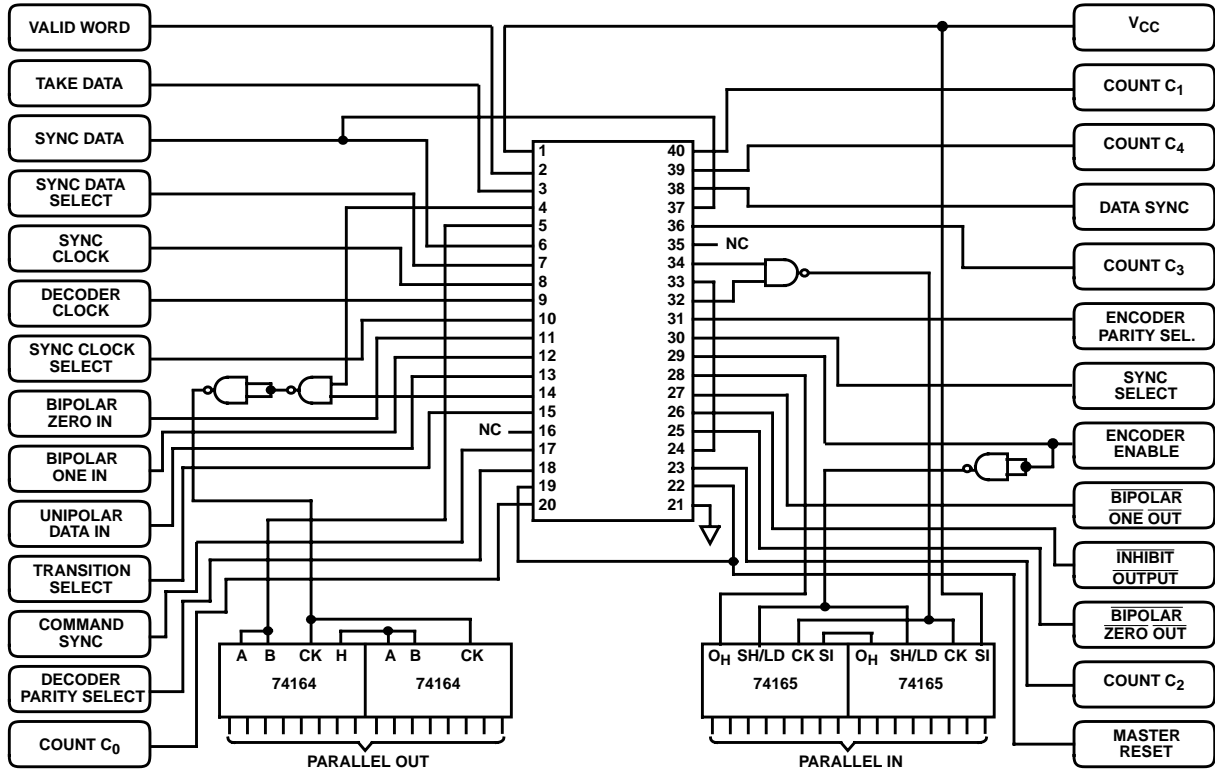 VALID WORD
TAKE DATA
SYNC DATA
SYNC DATA
SELECT
SYNC
CLOCK
DECODER
CLOCK
SYNC CLOCK
SELECT
BIPOLAR
ZERO IN
BIPOLAR
ONE IN
UNIPOLAR
DATA IN
TRANSITION
SELECT
COMMAND
SYNC
DECODER
PARITY SELECT
COUNT C0
1
2
3
4
5
6
7
8
9
10
11
12
13
14
15
NC 16
17
18
19
20
40
39
38
37
36
35 NC
34
33
32
31
30
29
28
27
26
25
24
23
22
21
VCC
COUNT C1
COUNT C4
DATA SYNC
COUNT C3
ENCODER
PARITY SEL.
SYNC
SELECT
ENCODER
ENABLE
BIPOLAR
ONE OUT
INHIBIT
OUTPUT
BIPOLAR
ZERO OUT
COUNT C2
MASTER
RESET
A B CK H A B CK
74164 74164
PARALLEL OUT
OH SH/LD CK SI OH SH/LD CK SI
74165 74165
PARALLEL IN